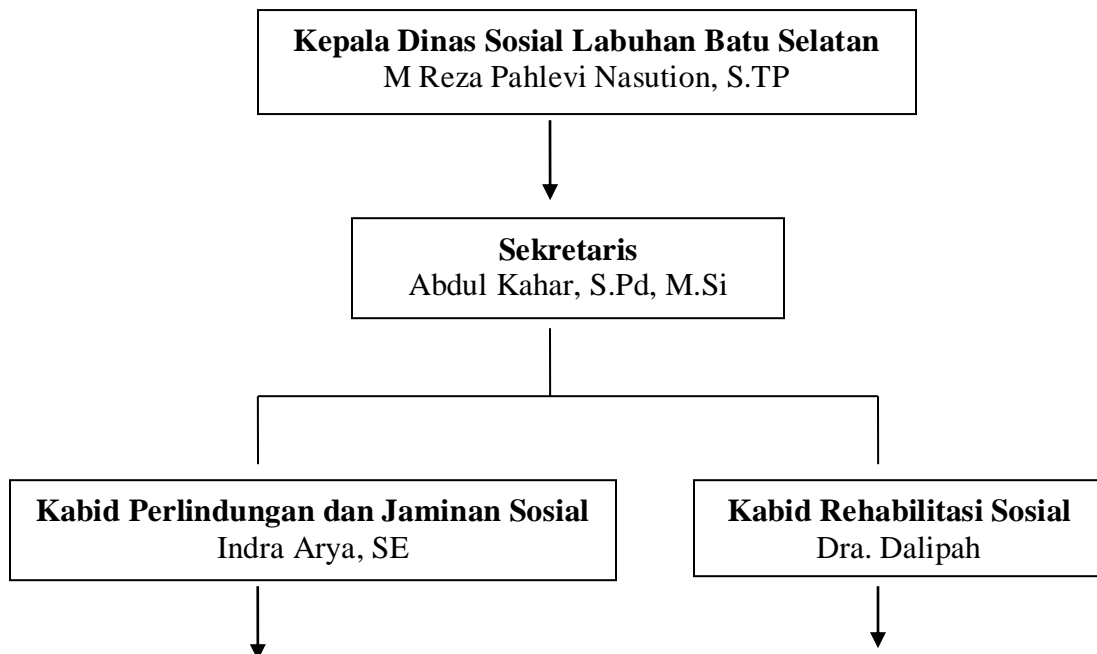 Kepala Dinas Sosial Labuhan Batu Selatan
M Reza Pahlevi Nasution, S.TP
Sekretaris
Abdul Kahar, S.Pd, M.Si
Kabid Perlindungan dan Jaminan Sosial
Indra Arya, SE
Kabid Rehabilitasi Sosial
Dra. Dalipah